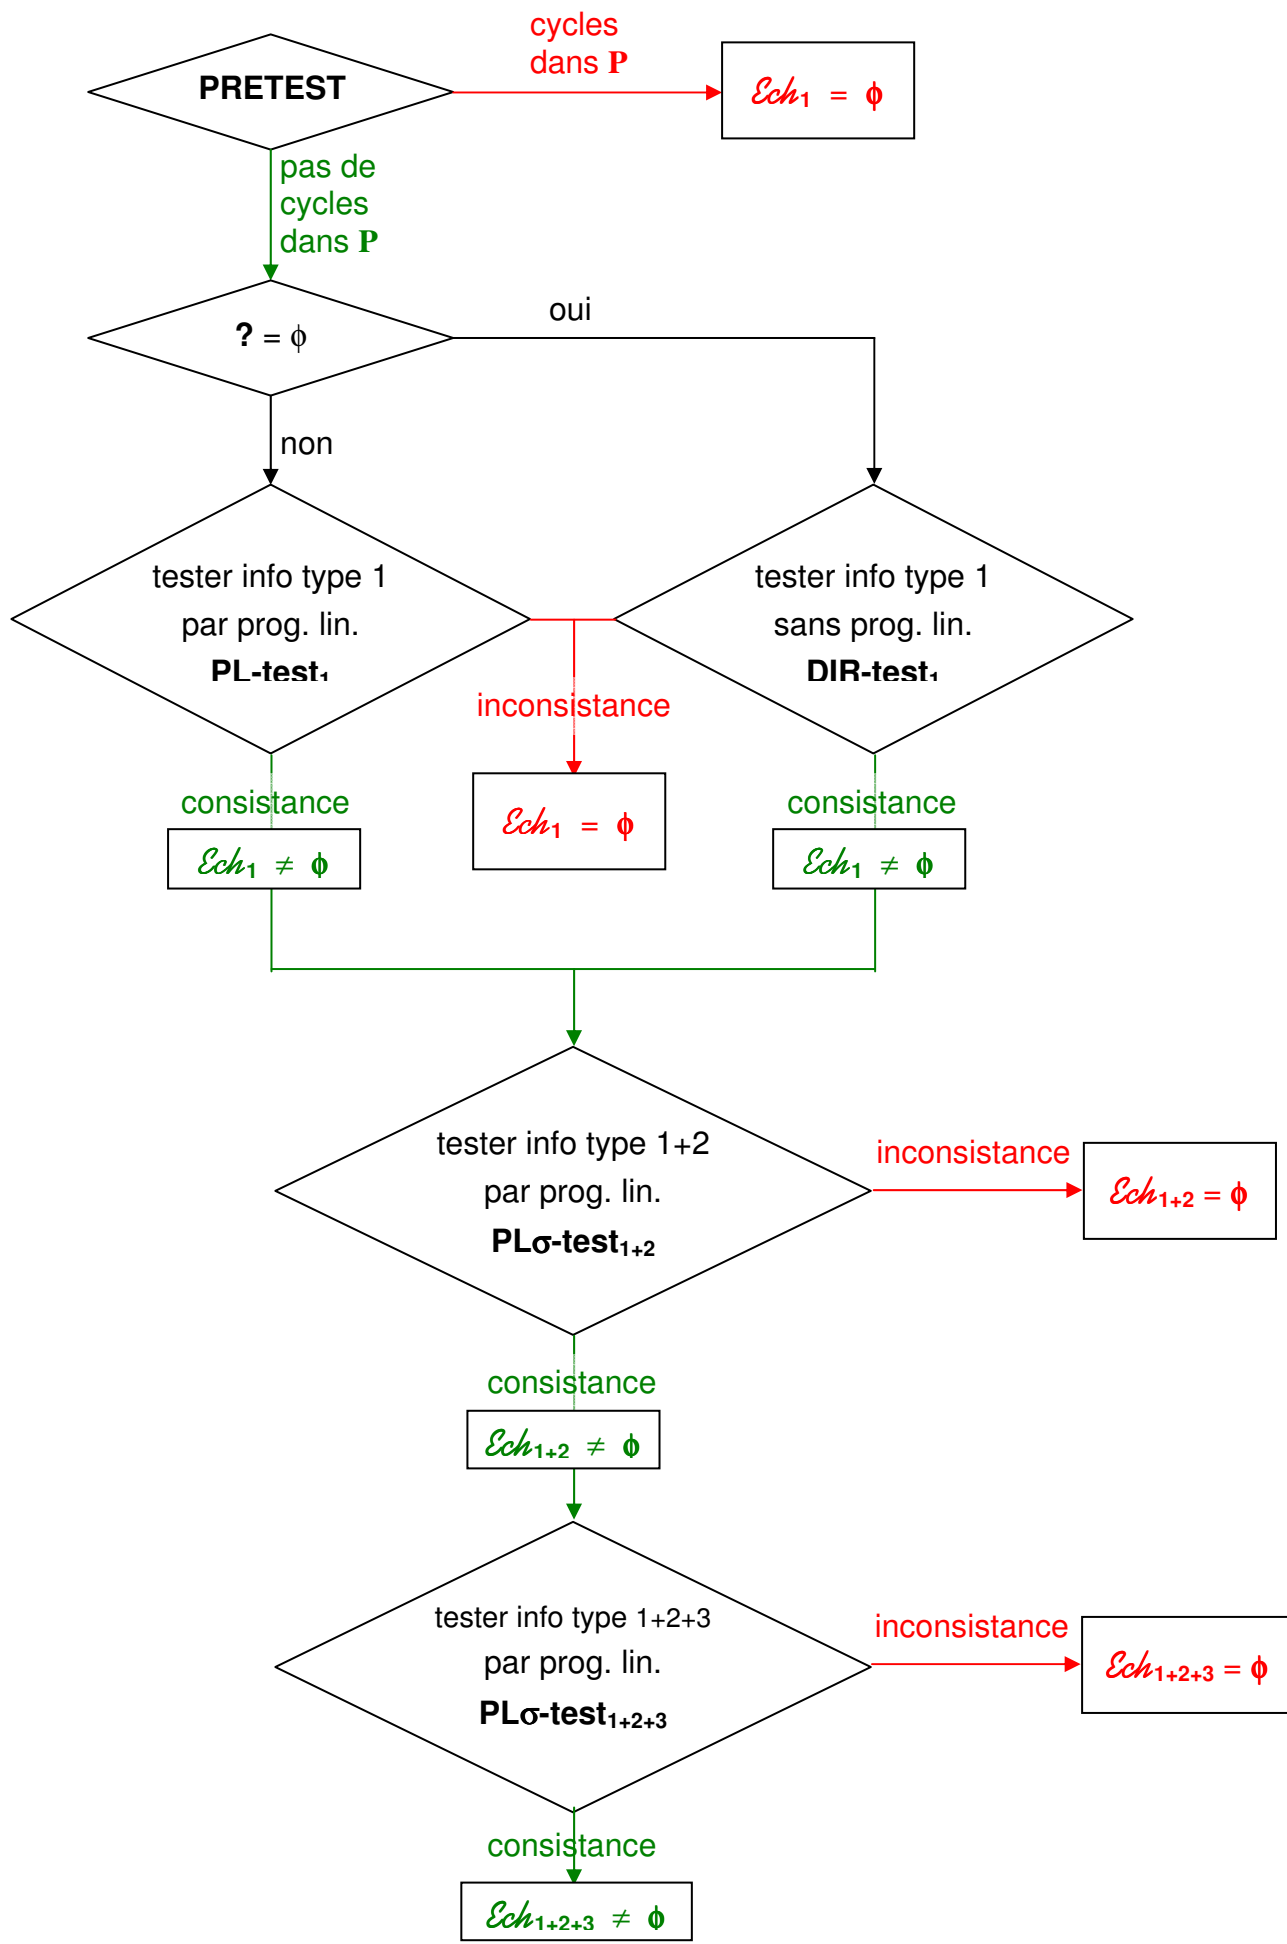 cycles
dans P
PRETEST
Ech₁ = ϕ
pas de
cycles
dans P
oui
? = ϕ
non
tester info type 1
par prog. lin.
PL-test₁
tester info type 1
sans prog. lin.
DIR-test₁
inconsistance
consistance
consistance
Ech₁ = ϕ
Ech₁ ≠ ϕ
Ech₁ ≠ ϕ
tester info type 1+2
par prog. lin.
PLσ-test₁₊₂
inconsistance
Ech₁₊₂ = ϕ
consistance
Ech₁₊₂ ≠ ϕ
tester info type 1+2+3
par prog. lin.
PLσ-test₁₊₂₊₃
inconsistance
Ech₁₊₂₊₃ = ϕ
consistance
Ech₁₊₂₊₃ ≠ ϕ